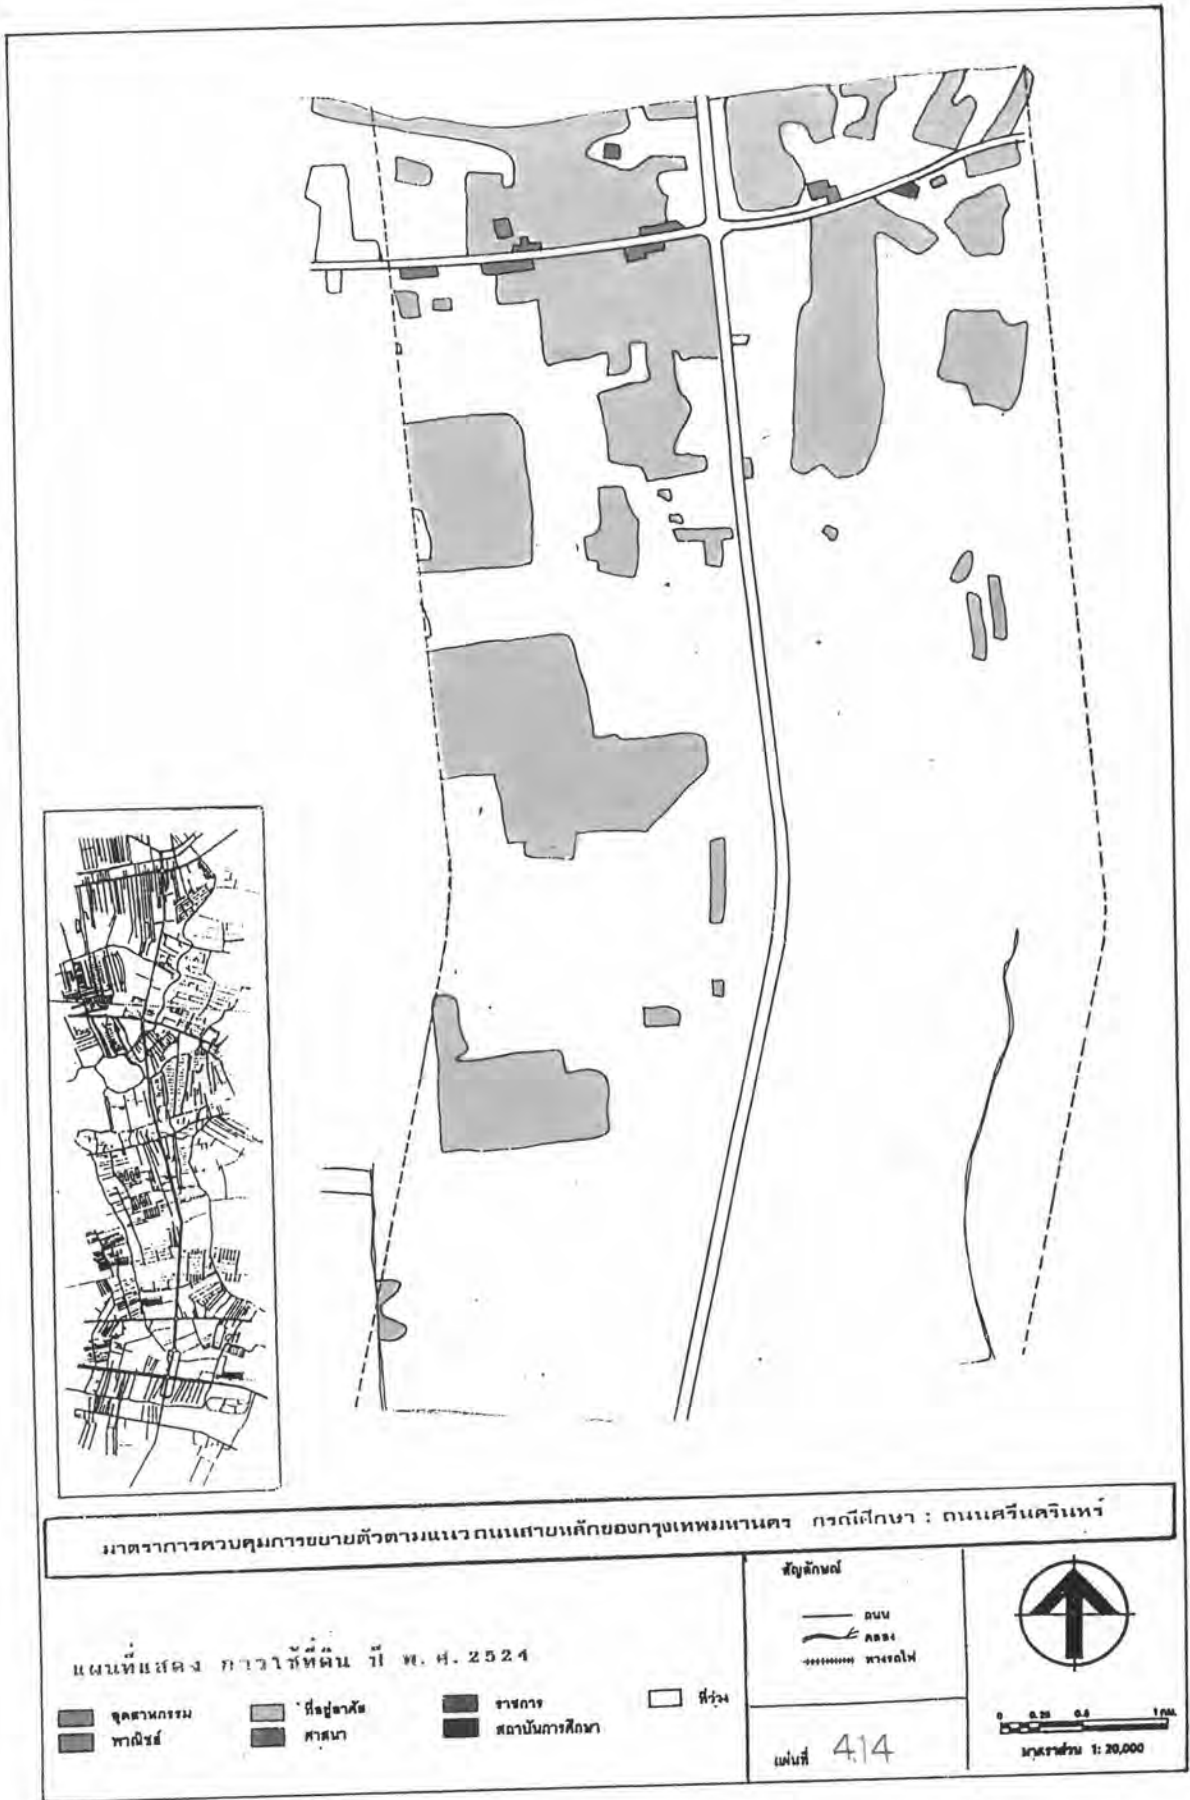 มาตราการควบคุมการขยายตัวตามแนวถนนสายหลักของกรุงเทพมหานคร กรณีศึกษา : ถนนศรีนครินทร์
แผนที่แสดง การใช้ที่ดิน ปี พ.ศ. 2524
อุตสาหกรรม
พาณิชย์
ที่อยู่อาศัย
ศาสนา
ราชการ
สถาบันการศึกษา
ที่ว่าง
สัญลักษณ์
ถนน
คลอง
ทางรถไฟ
แผ่นที่ 4.14
0 0.25 0.5 1 กม.
มาตราส่วน 1: 20,000